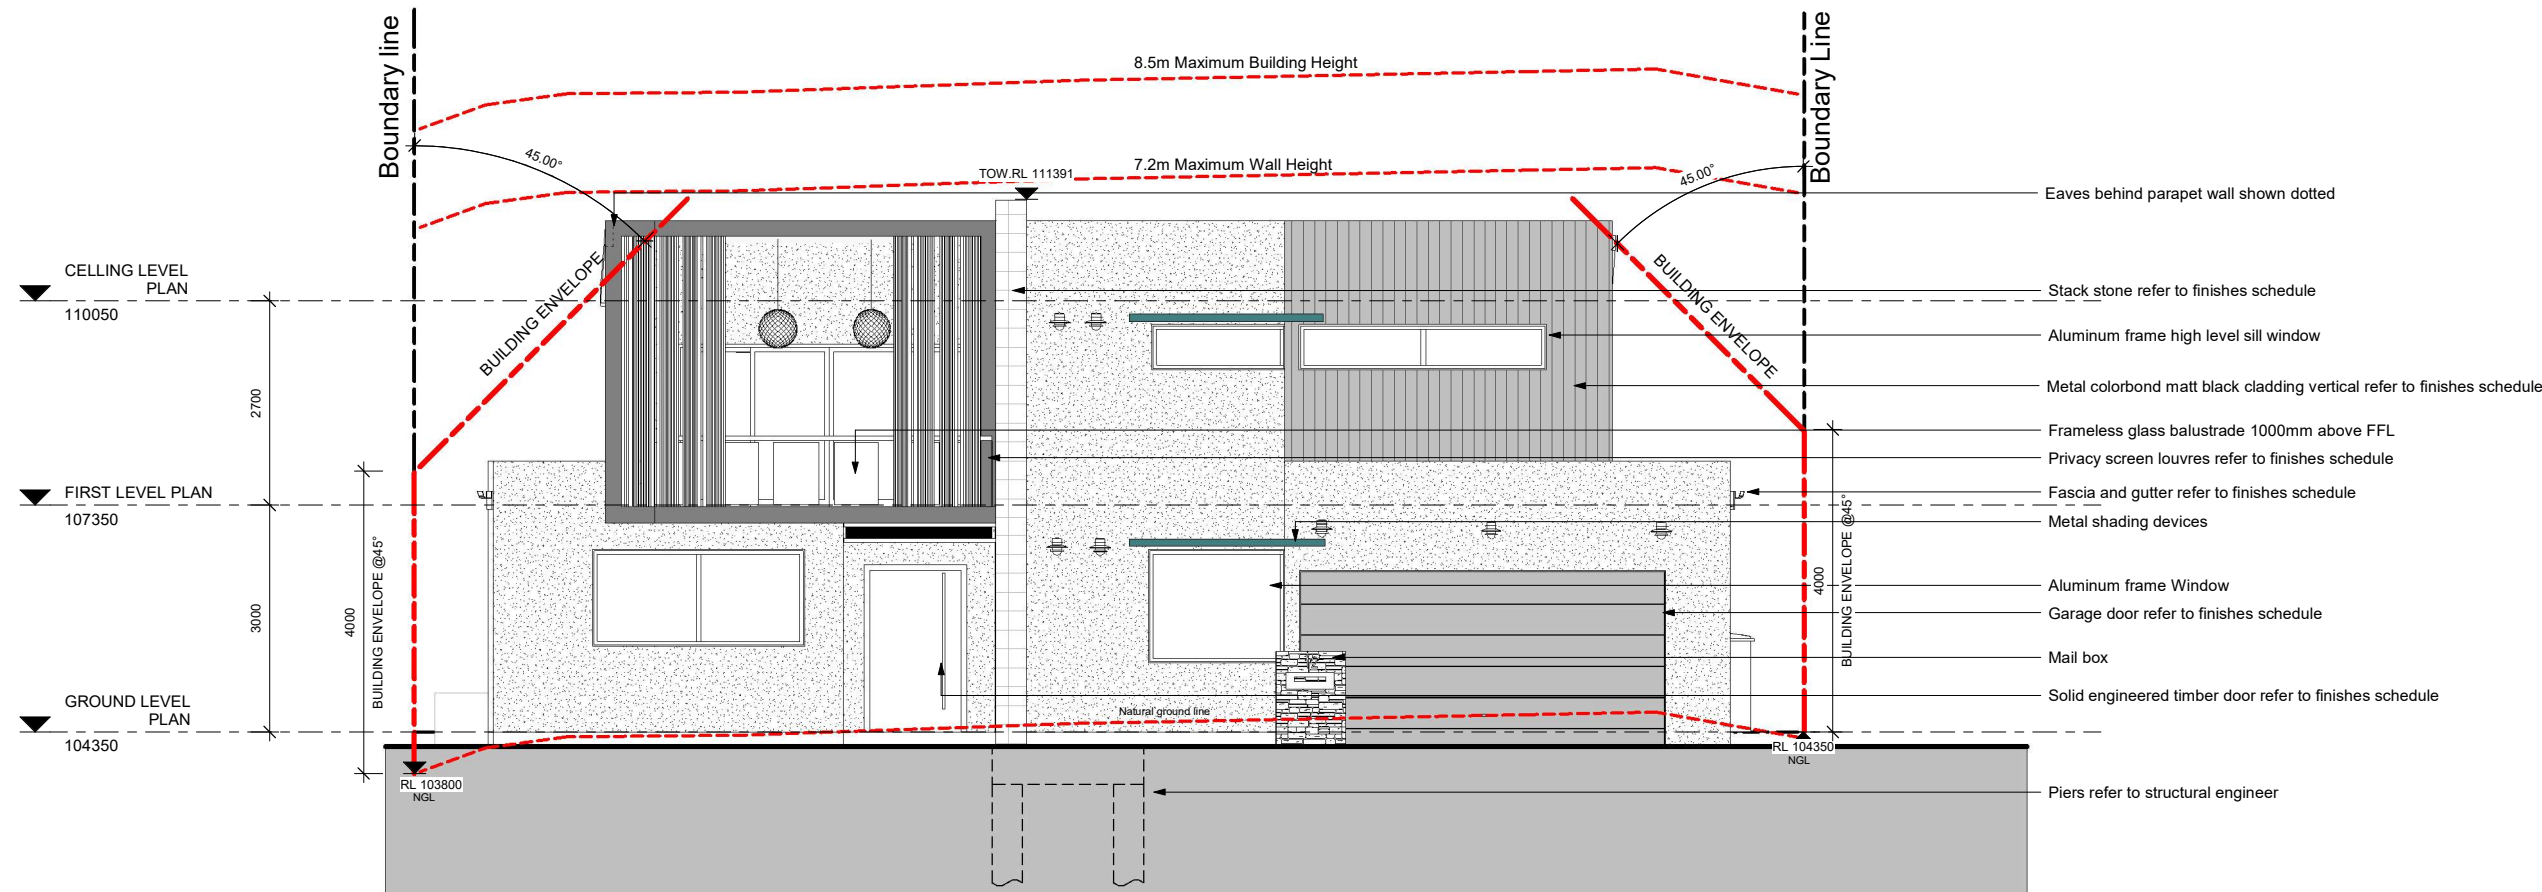 Boundary line
Boundary Line
8.5m Maximum Building Height
45.00°
7.2m Maximum Wall Height
TOW.RL 111391
45.00°
Eaves behind parapet wall shown dotted
CELLING LEVEL
PLAN
110050
BUILDING ENVELOPE
BUILDING ENVELOPE
Stack stone refer to finishes schedule
Aluminum frame high level sill window
Metal colorbond matt black cladding vertical refer to finishes schedule
2700
Frameless glass balustrade 1000mm above FFL
Privacy screen louvres refer to finishes schedule
FIRST LEVEL PLAN
107350
Fascia and gutter refer to finishes schedule
Metal shading devices
BUILDING ENVELOPE @45°
4000
3000
4000
BUILDING ENVELOPE @45°
Aluminum frame Window
Garage door refer to finishes schedule
Mail box
Solid engineered timber door refer to finishes schedule
GROUND LEVEL
PLAN
104350
Natural ground line
RL 104350
NGL
RL 103800
NGL
Piers refer to structural engineer